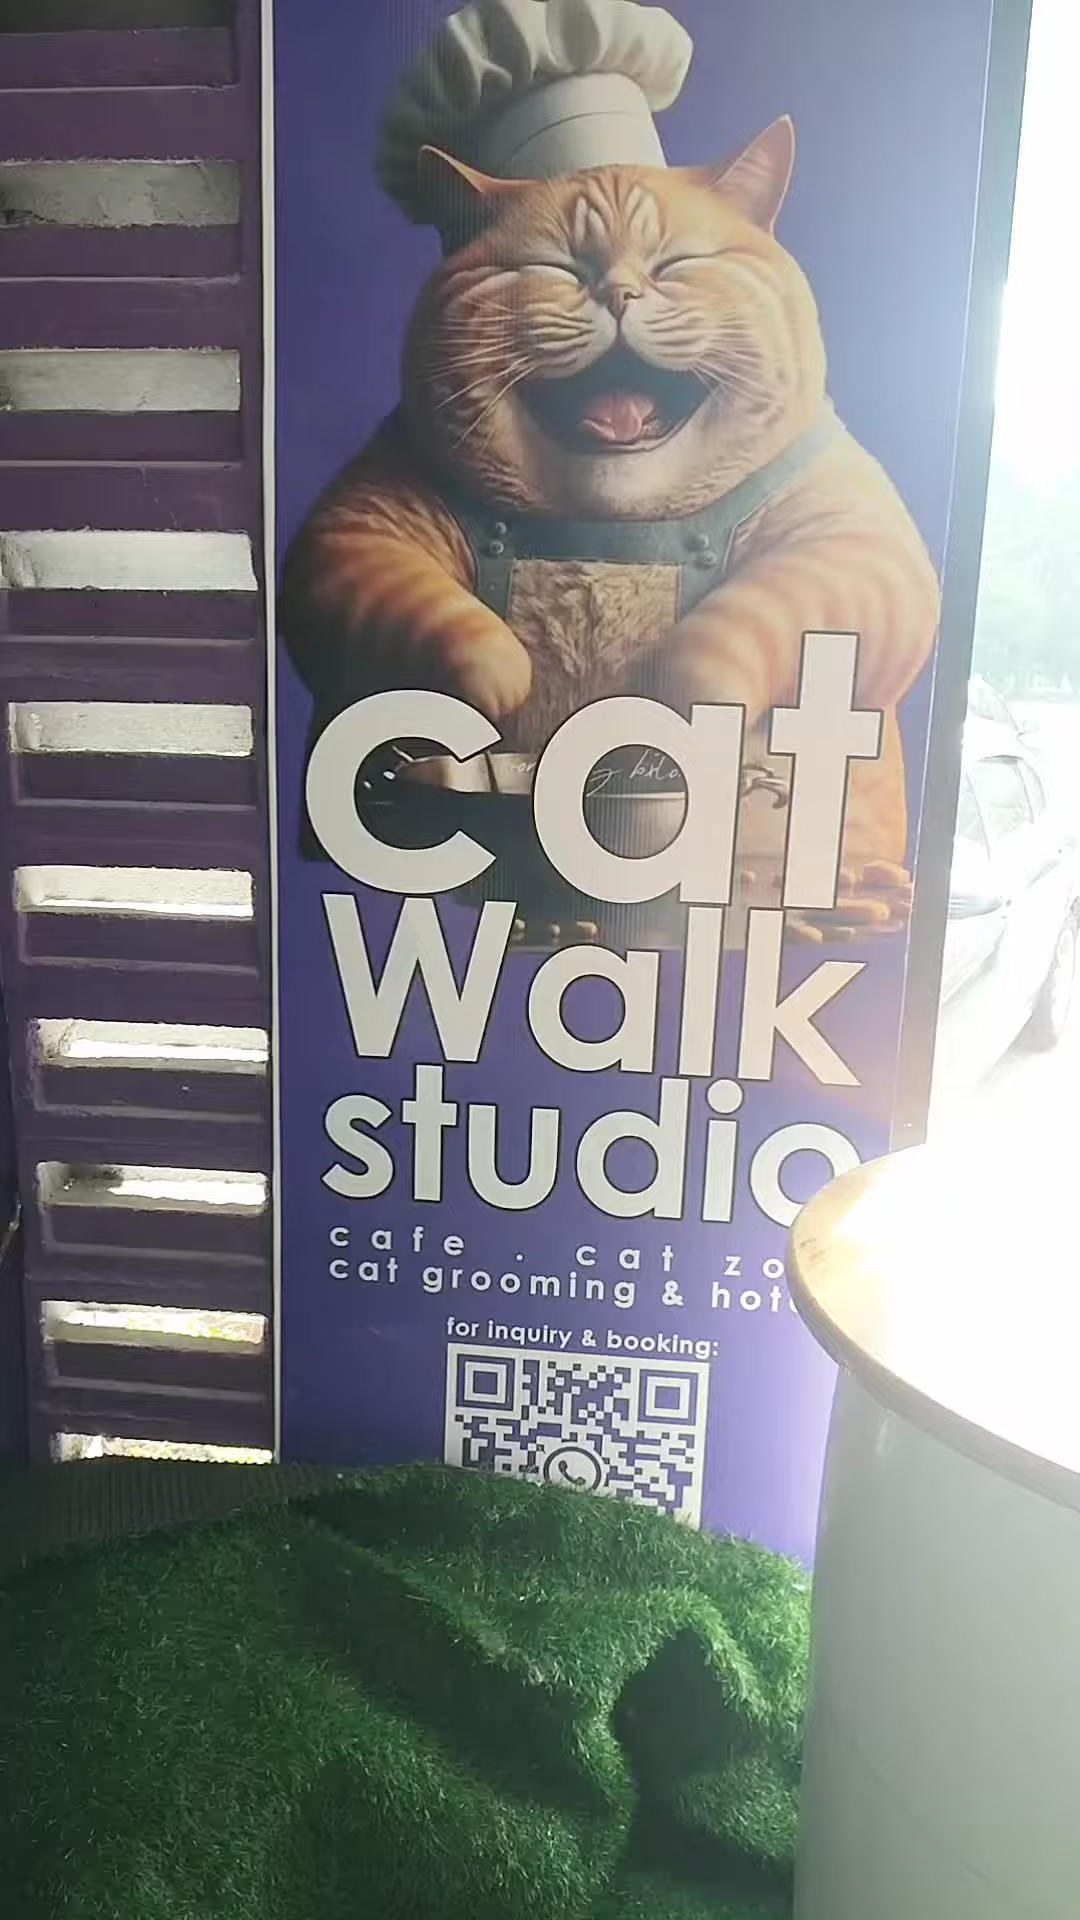 cat
Walk
studio
cafe . cat
cat grooming &
for inquiry & booking: